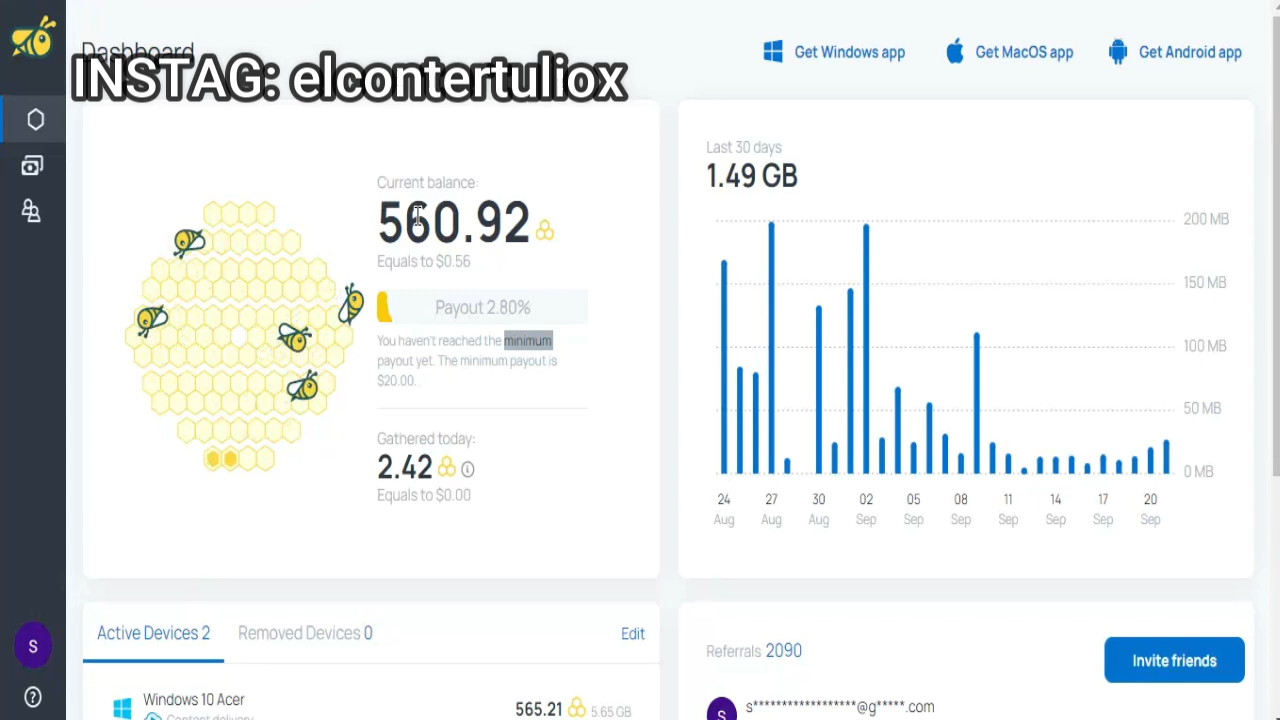 Dashboard
INSTAG: elcontertuliox
Get Windows app
Get MacOS app
Get Android app
Current balance:
560.92
Equals to $0.56
Payout 2.80%
You haven't reached the minimum
payout yet. The minimum payout is
$20.00.
Gathered today:
2.42
Equals to $0.00
Last 30 days
1.49 GB
200 MB
150 MB
100 MB
50 MB
0 MB
24 27 30 02 05 08 11 14 17 20
Aug Aug Aug Sep Sep Sep Sep Sep Sep Sep
Active Devices 2
Removed Devices 0
Edit
Windows 10 Acer
Content delivery
565.21
5.65 GB
Referrals 2090
Invite friends
S
s******************@g*****.com
S
?